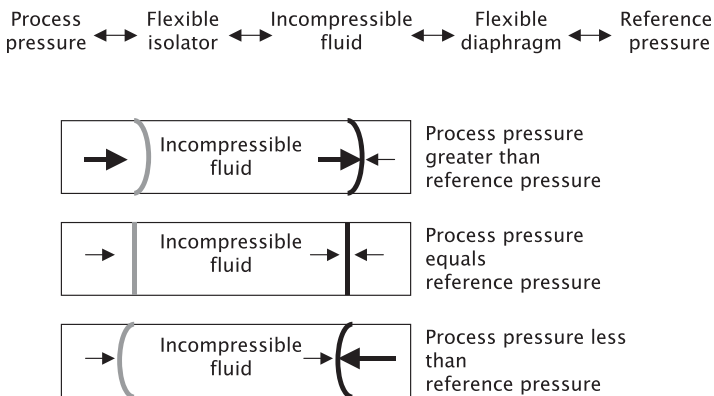 Process pressure
Flexible isolator
Incompressible fluid
Flexible diaphragm
Reference pressure
Incompressible
fluid
Process pressure
greater than
reference pressure
Incompressible
fluid
Process pressure
equals
reference pressure
Incompressible
fluid
Process pressure less
than
reference pressure